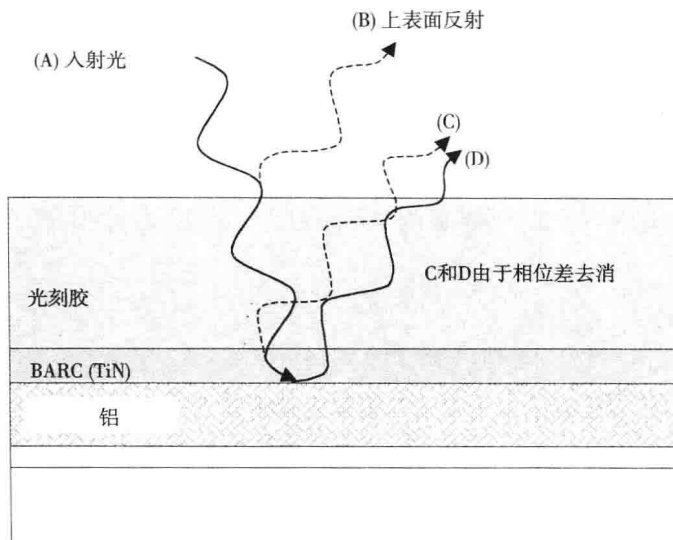 (B) 上表面反射
(A) 入射光
(C)
(D)
C和D由于相位差去消
光刻胶
BARC (TiN)
铝